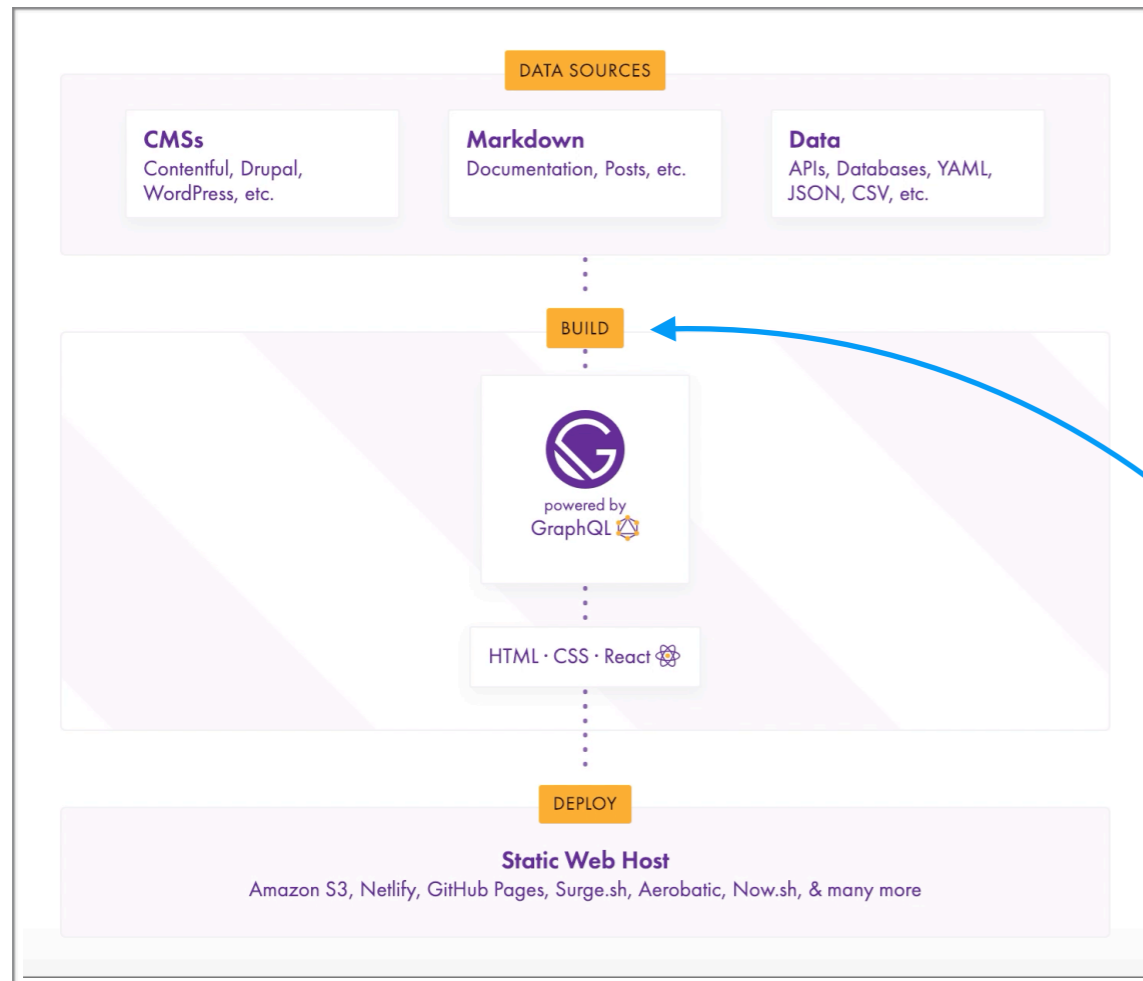 DATA SOURCES
CMSs
Contentful, Drupal,
WordPress, etc.
Markdown
Documentation, Posts, etc.
Data
APIs, Databases, YAML,
JSON, CSV, etc.
BUILD
powered by
GraphQL
HTML · CSS · React
DEPLOY
Static Web Host
Amazon S3, Netlify, GitHub Pages, Surge.sh, Aerobatic, Now.sh, & many more